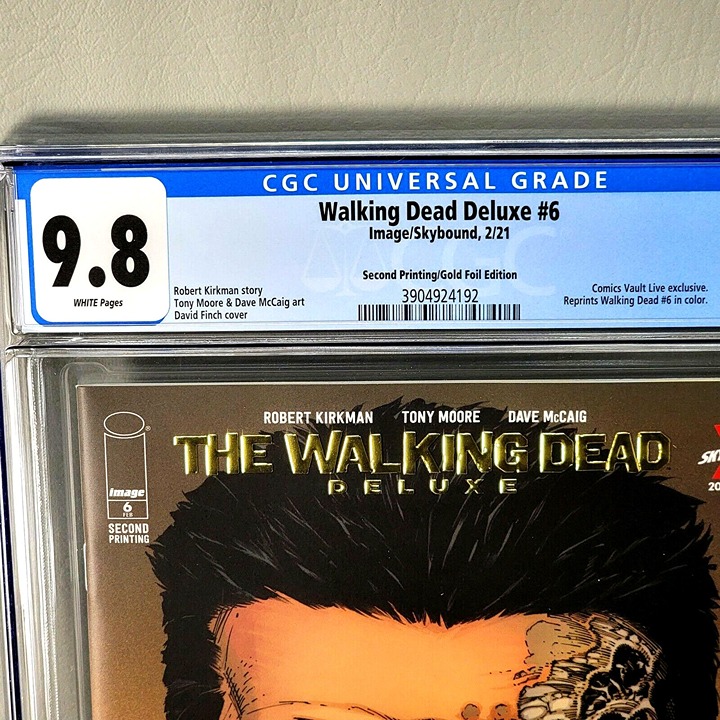 CGC UNIVERSAL GRADE
9.8
WHITE Pages
Walking Dead Deluxe #6
Image/Skybound, 2/21
Second Printing/Gold Foil Edition
3904924192
Robert Kirkman story
Tony Moore & Dave McCaig art
David Finch cover
Comics Vault Live exclusive.
Reprints Walking Dead #6 in color.
CGC
ROBERT KIRKMAN TONY MOORE DAVE McCAIG
THE WALKING DEAD
DELUXE
image
6
FEB
SECOND
PRINTING